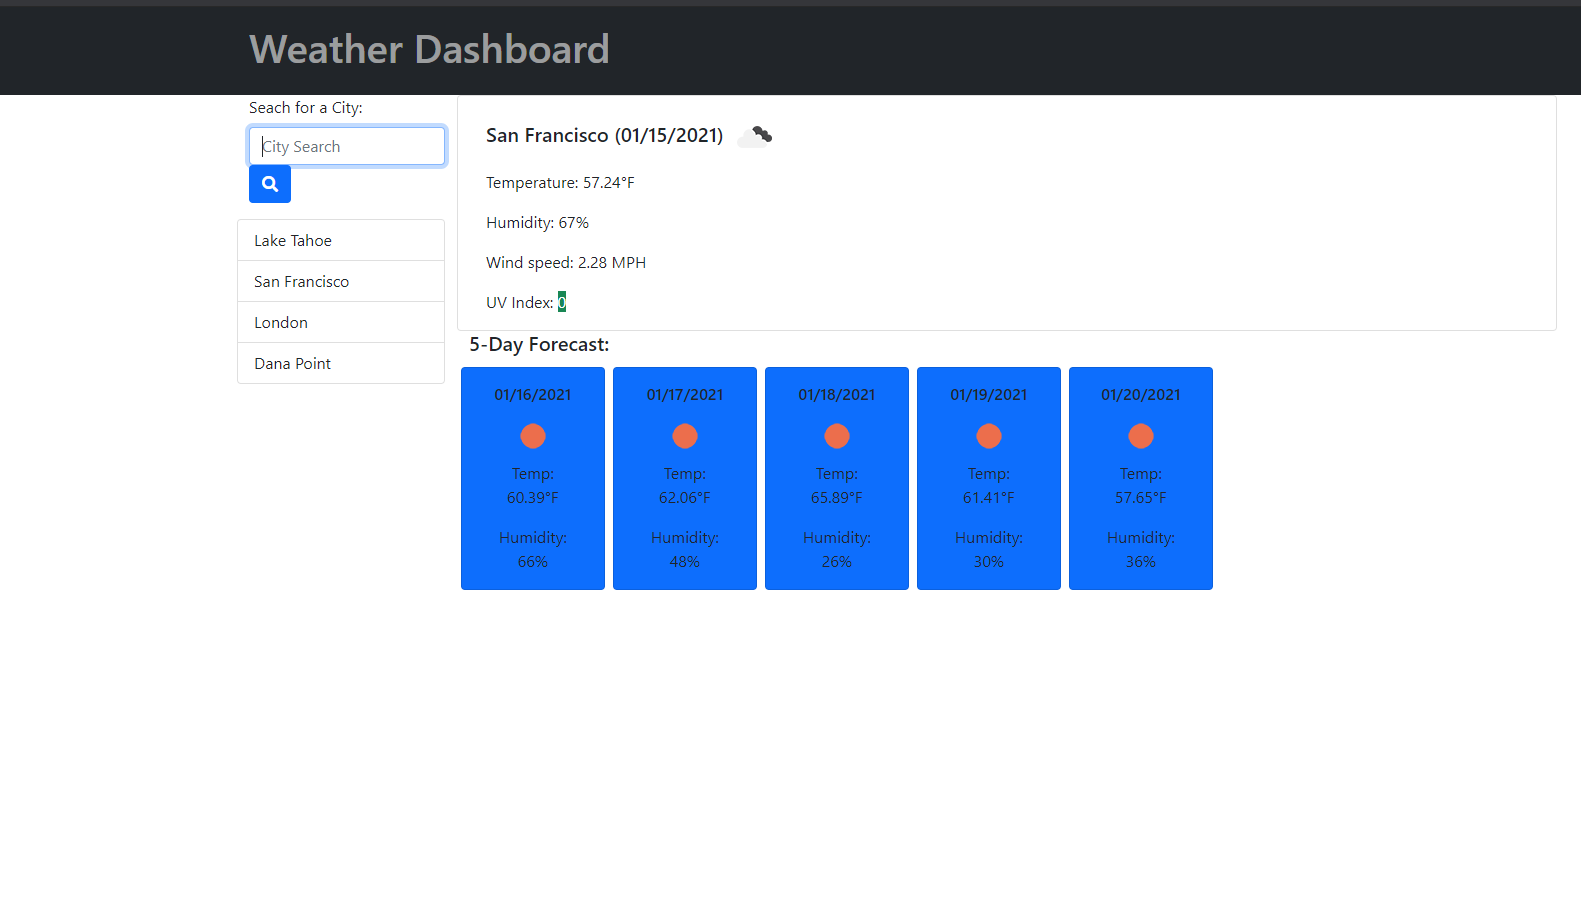 Weather Dashboard
Seach for a City:
City Search
Lake Tahoe
San Francisco
London
Dana Point
San Francisco (01/15/2021)
Temperature: 57.24°F
Humidity: 67%
Wind speed: 2.28 MPH
UV Index: 0
5-Day Forecast:
01/16/2021
Temp:
60.39°F
Humidity:
66%
01/17/2021
Temp:
62.06°F
Humidity:
48%
01/18/2021
Temp:
65.89°F
Humidity:
26%
01/19/2021
Temp:
61.41°F
Humidity:
30%
01/20/2021
Temp:
57.65°F
Humidity:
36%